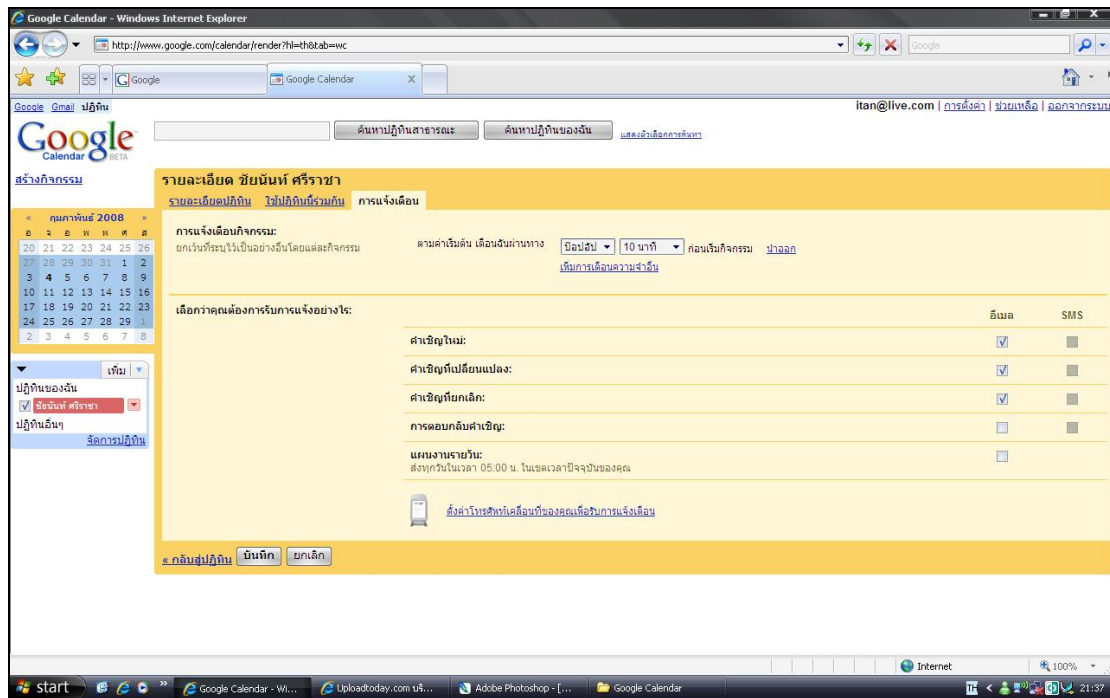 Google Calendar - Windows Internet Explorer
http://www.google.com/calendar/render?hl=th&tab=wc
Google
Google
Google Calendar
Google Gmail ปฏิทิน
itan@live.com | การตั้งค่า | ช่วยเหลือ | ออกจากระบบ
Google
Calendar BETA
ค้นหาปฏิทินสาธารณะ
ค้นหาปฏิทินของฉัน
แสดงตัวเลือกการค้นหา
สร้างกิจกรรม
« กุมภาพันธ์ 2008 »
อ จ อ พ พ ศ ส
20 21 22 23 24 25 26
27 28 29 30 31 1 2
3 4 5 6 7 8 9
10 11 12 13 14 15 16
17 18 19 20 21 22 23
24 25 26 27 28 29 1
2 3 4 5 6 7 8
เพิ่ม
ปฏิทินของฉัน
ชัยนันท์ ศรีราชา
ปฏิทินอื่นๆ
จัดการปฏิทิน
รายละเอียด ชัยนันท์ ศรีราชา
รายละเอียดปฏิทิน ใช้ปฏิทินนี้ร่วมกัน การแจ้งเตือน
การแจ้งเตือนกิจกรรม:
ยกเว้นที่ระบุไว้เป็นอย่างอื่นโดยแต่ละกิจกรรม
ตามค่าเริ่มต้น เตือนฉันผ่านทาง ป๊อปอัป 10 นาที ก่อนเริ่มกิจกรรม นำออก
เพิ่มการเตือนความจำอื่น
เลือกว่าคุณต้องการรับการแจ้งอย่างไร:
อีเมล SMS
คำเชิญใหม่:
คำเชิญที่เปลี่ยนแปลง:
คำเชิญที่ยกเลิก:
การตอบกลับคำเชิญ:
แผนงานรายวัน:
ส่งทุกวันในเวลา 05:00 น. ในเขตเวลาปัจจุบันของคุณ
ตั้งค่าโทรศัพท์เคลื่อนที่ของคุณเพื่อรับการแจ้งเตือน
« กลับสู่ปฏิทิน บันทึก ยกเลิก
Internet
100%
start
Google Calendar - Wi...
Uploadtoday.com บริ...
Adobe Photoshop - [...
Google Calendar
TH
21:37